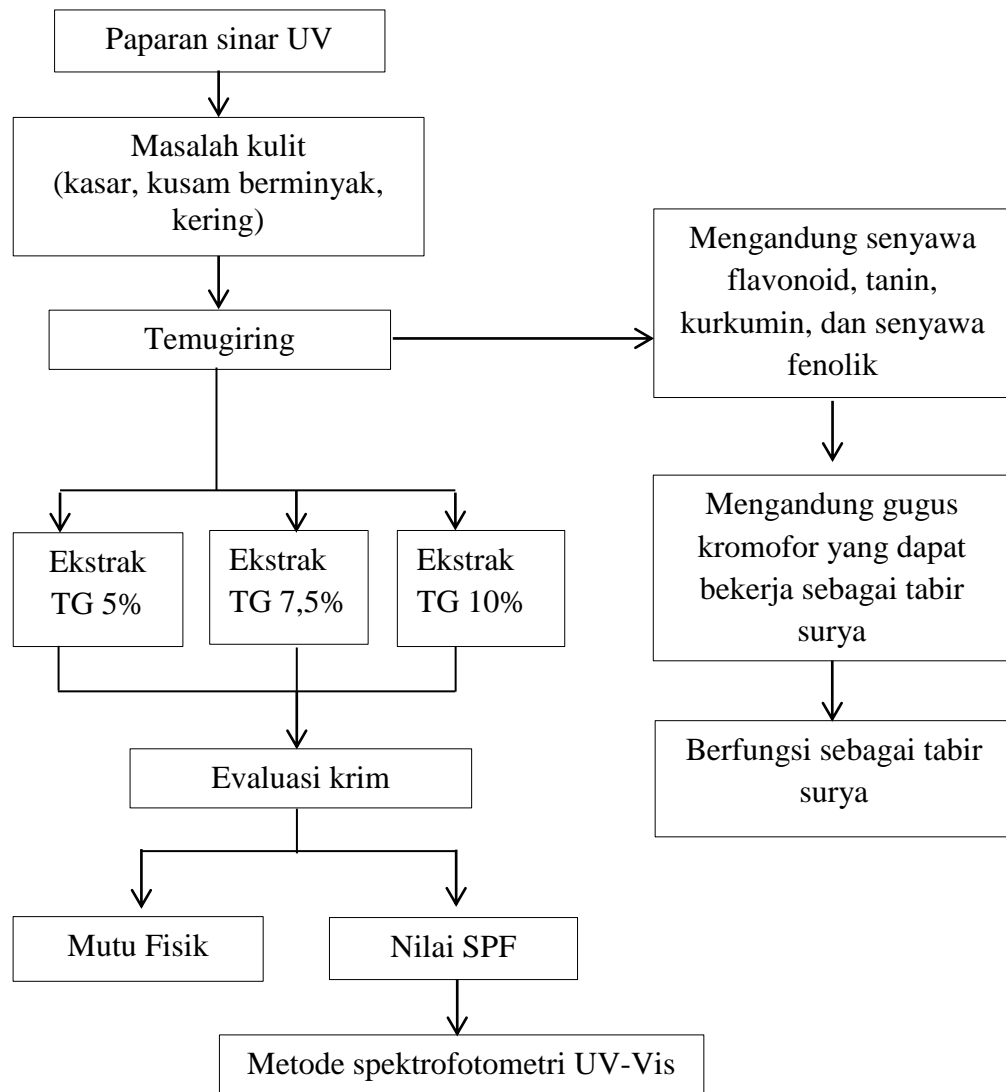 Paparan sinar UV
Masalah kulit
(kasar, kusam berminyak,
kering)
Temugiring
Mengandung senyawa
flavonoid, tanin,
kurkumin, dan senyawa
fenolik
Mengandung gugus
kromofor yang dapat
bekerja sebagai tabir
surya
Berfungsi sebagai tabir
surya
Ekstrak
TG 5%
Ekstrak
TG 7,5%
Ekstrak
TG 10%
Evaluasi krim
Mutu Fisik
Nilai SPF
Metode spektrofotometri UV-Vis